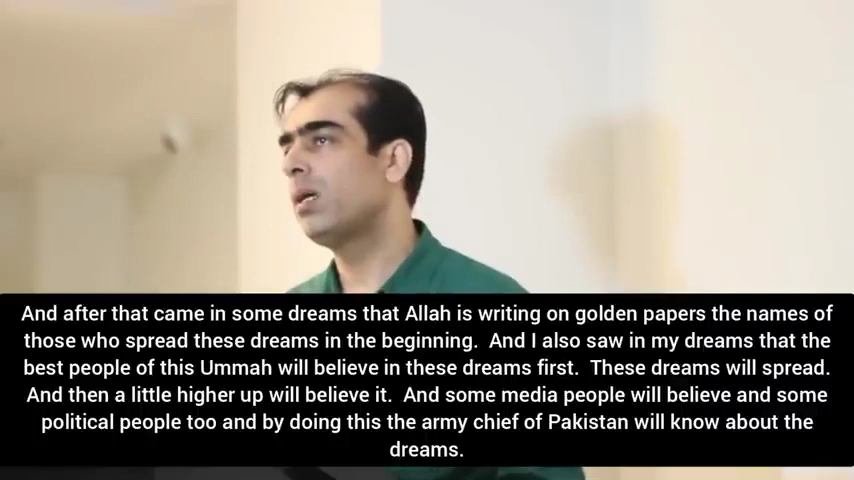 And after that came in some dreams that Allah is writing on golden papers the names of
those who spread these dreams in the beginning.  And I also saw in my dreams that the
best people of this Ummah will believe in these dreams first.  These dreams will spread.
And then a little higher up will believe it.  And some media people will believe and some
political people too and by doing this the army chief of Pakistan will know about the
dreams.